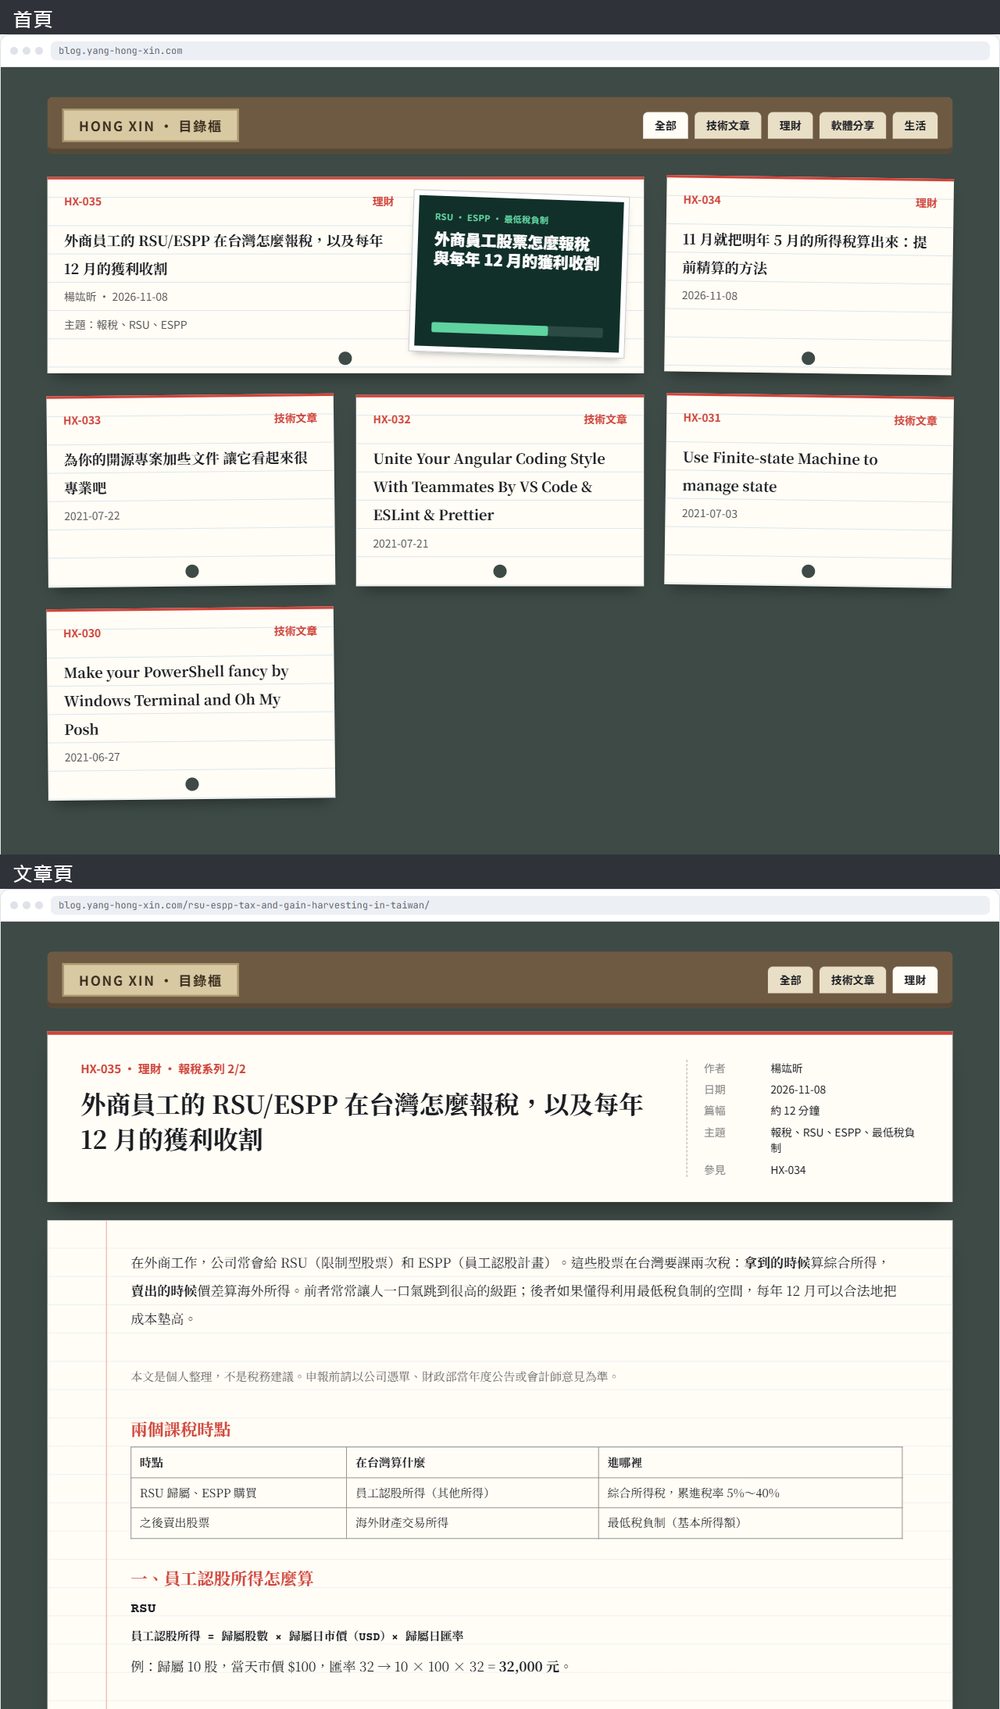 首頁
blog.yang-hong-xin.com
HONG XIN · 目錄櫃
全部 技術文章 理財 軟體分享 生活
HX-035 理財
外商員工的 RSU/ESPP 在台灣怎麼報稅，以及每年
12 月的獲利收割
楊竑昕 · 2026-11-08
主題：報稅、RSU、ESPP
RSU · ESPP · 最低稅負制
外商員工股票怎麼報稅
與每年 12 月的獲利收割
HX-034 理財
11 月就把明年 5 月的所得稅算出來：提
前精算的方法
2026-11-08
HX-033 技術文章
為你的開源專案加些文件 讓它看起來很
專業吧
2021-07-22
HX-032 技術文章
Unite Your Angular Coding Style
With Teammates By VS Code &
ESLint & Prettier
2021-07-21
HX-031 技術文章
Use Finite-state Machine to
manage state
2021-07-03
HX-030 技術文章
Make your PowerShell fancy by
Windows Terminal and Oh My
Posh
2021-06-27
文章頁
blog.yang-hong-xin.com/rsu-espp-tax-and-gain-harvesting-in-taiwan/
HONG XIN · 目錄櫃
全部 技術文章 理財
HX-035 · 理財 · 報稅系列 2/2
外商員工的 RSU/ESPP 在台灣怎麼報稅，以及每年
12 月的獲利收割
作者 楊竑昕
日期 2026-11-08
篇幅 約 12 分鐘
主題 報稅、RSU、ESPP、最低稅負
制
參見 HX-034
在外商工作，公司常會給 RSU（限制型股票）和 ESPP（員工認股計畫）。這些股票在台灣要課兩次稅：拿到的時候算綜合所得，
賣出的時候價差算海外所得。前者常常讓人一口氣跳到很高的級距；後者如果懂得利用最低稅負制的空間，每年 12 月可以合法地把
成本墊高。
本文是個人整理，不是稅務建議。申報前請以公司憑單、財政部當年度公告或會計師意見為準。
兩個課稅時點
時點 在台灣算什麼 進哪裡
RSU 歸屬、ESPP 購買 員工認股所得（其他所得） 綜合所得稅，累進稅率 5%～40%
之後賣出股票 海外財產交易所得 最低稅負制（基本所得額）
一、員工認股所得怎麼算
RSU
員工認股所得 = 歸屬股數 × 歸屬日市價（USD）× 歸屬日匯率
例：歸屬 10 股，當天市價 $100，匯率 32 → 10 × 100 × 32 = 32,000 元。